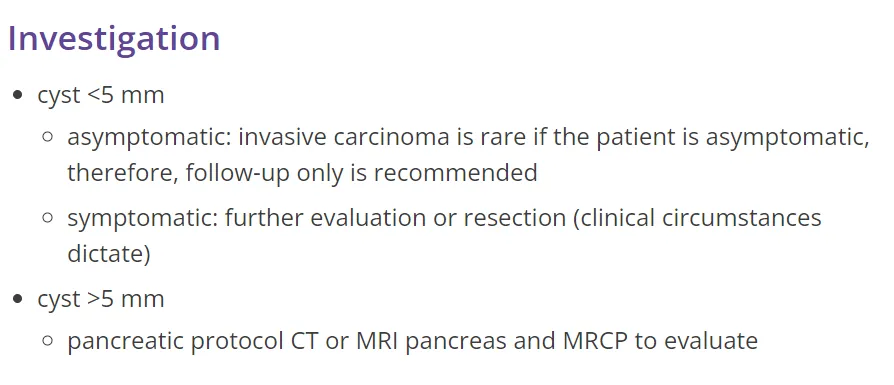 Investigation
• cyst <5 mm
○ asymptomatic: invasive carcinoma is rare if the patient is asymptomatic,
therefore, follow-up only is recommended
○ symptomatic: further evaluation or resection (clinical circumstances
dictate)
• cyst >5 mm
○ pancreatic protocol CT or MRI pancreas and MRCP to evaluate